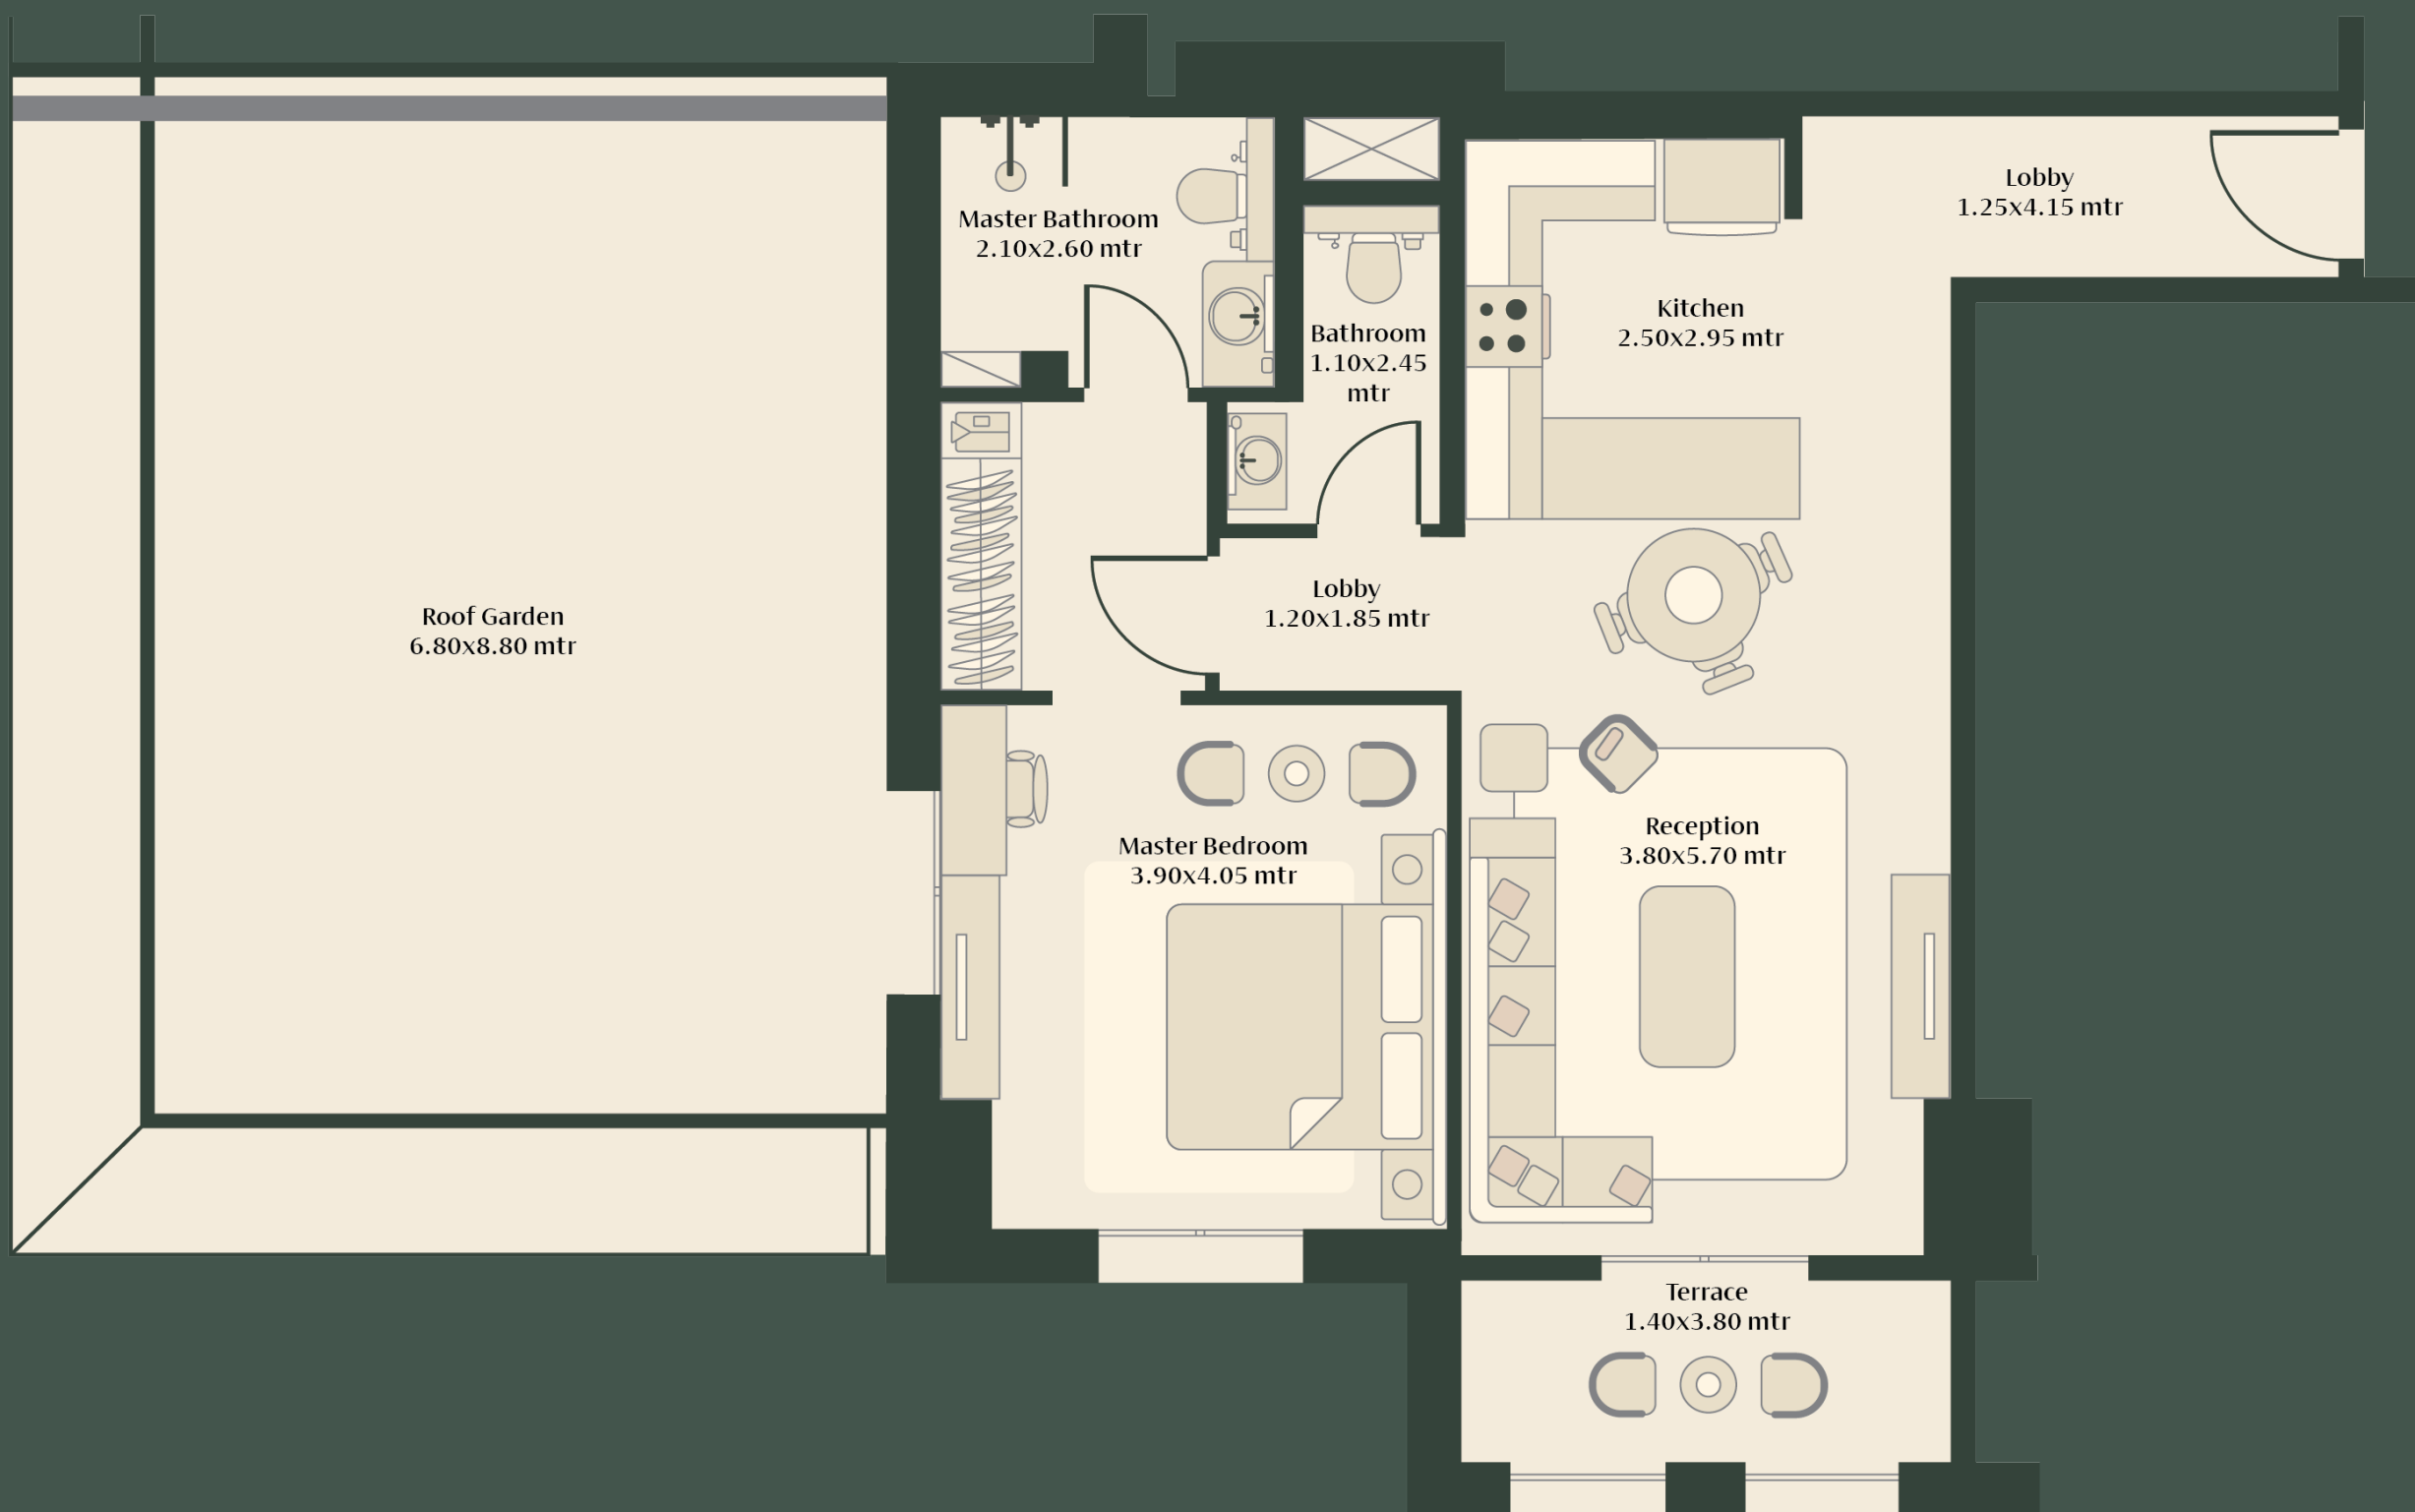 Master Bathroom
2.10x2.60 mtr
Lobby
1.25x4.15 mtr
Bathroom
1.10x2.45
mtr
Kitchen
2.50x2.95 mtr
Roof Garden
6.80x8.80 mtr
Lobby
1.20x1.85 mtr
Master Bedroom
3.90x4.05 mtr
Reception
3.80x5.70 mtr
Terrace
1.40x3.80 mtr